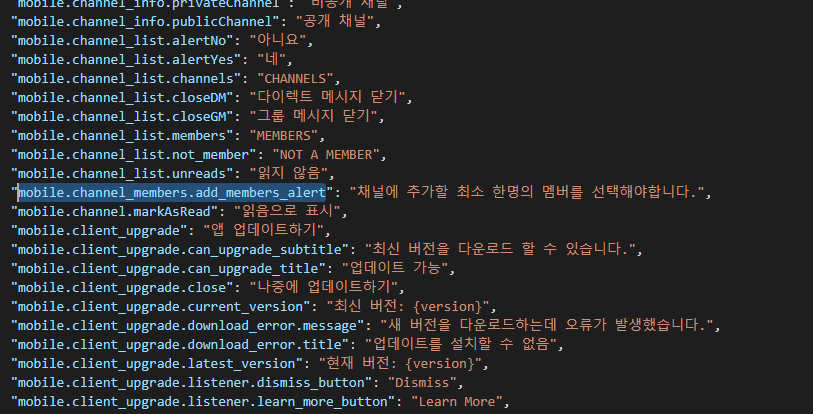 "mobile.channel_info.privateChannel": "비공개 채널",
"mobile.channel_info.publicChannel": "공개 채널",
"mobile.channel_list.alertNo": "아니요",
"mobile.channel_list.alertYes": "네",
"mobile.channel_list.channels": "CHANNELS",
"mobile.channel_list.closeDM": "다이렉트 메시지 닫기",
"mobile.channel_list.closeGM": "그룹 메시지 닫기",
"mobile.channel_list.members": "MEMBERS",
"mobile.channel_list.not_member": "NOT A MEMBER",
"mobile.channel_list.unreads": "읽지 않음",
"mobile.channel_members.add_members_alert": "채널에 추가할 최소 한명의 멤버를 선택해야합니다.",
"mobile.channel.markAsRead": "읽음으로 표시",
"mobile.client_upgrade": "앱 업데이트하기",
"mobile.client_upgrade.can_upgrade_subtitle": "최신 버전을 다운로드 할 수 있습니다.",
"mobile.client_upgrade.can_upgrade_title": "업데이트 가능",
"mobile.client_upgrade.close": "나중에 업데이트하기",
"mobile.client_upgrade.current_version": "최신 버전: {version}",
"mobile.client_upgrade.download_error.message": "새 버전을 다운로드하는데 오류가 발생했습니다.",
"mobile.client_upgrade.download_error.title": "업데이트를 설치할 수 없음",
"mobile.client_upgrade.latest_version": "현재 버전: {version}",
"mobile.client_upgrade.listener.dismiss_button": "Dismiss",
"mobile.client_upgrade.listener.learn_more_button": "Learn More",